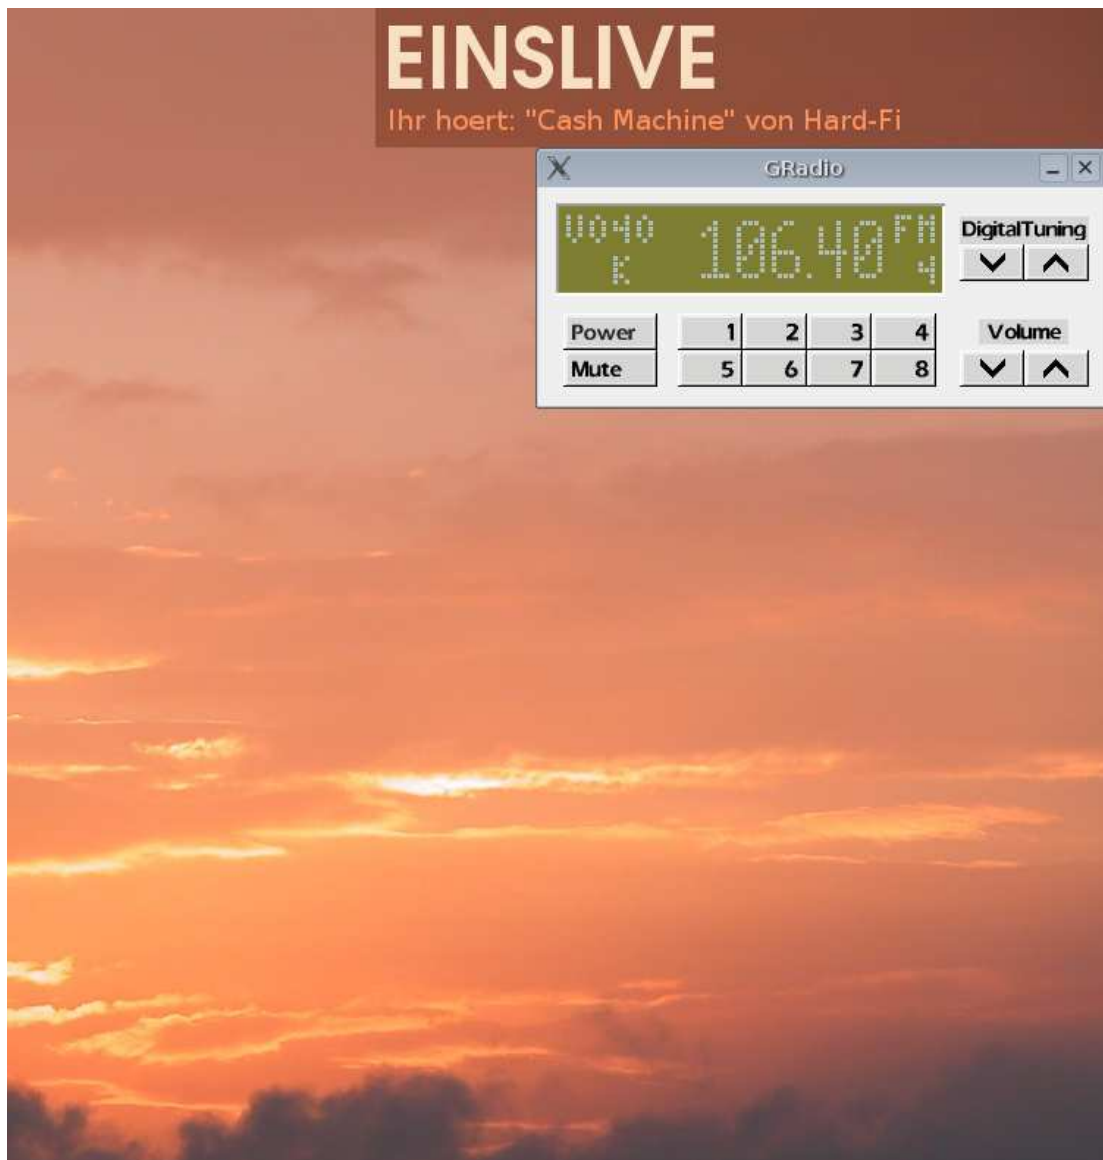 EINSLIVE
Ihr hoert: "Cash Machine" von Hard-Fi
GRadio
V040 106.40 FM
K 4
DigitalTuning
Power 1 2 3 4
Mute 5 6 7 8
Volume